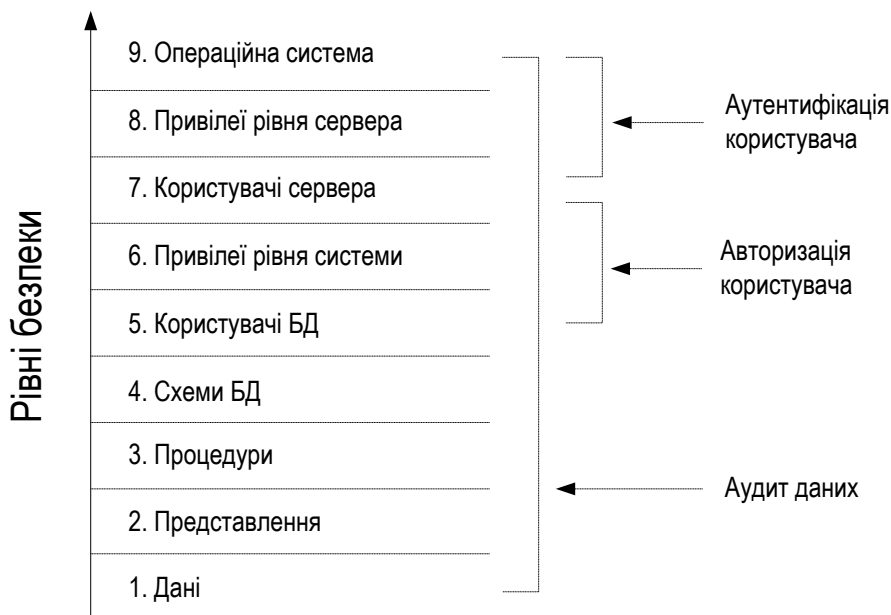 Рівні безпеки
9. Операційна система
8. Привілеї рівня сервера
7. Користувачі сервера
6. Привілеї рівня системи
5. Користувачі БД
4. Схеми БД
3. Процедури
2. Представлення
1. Дані
Аутентифікація
користувача
Авторизація
користувача
Аудит даних